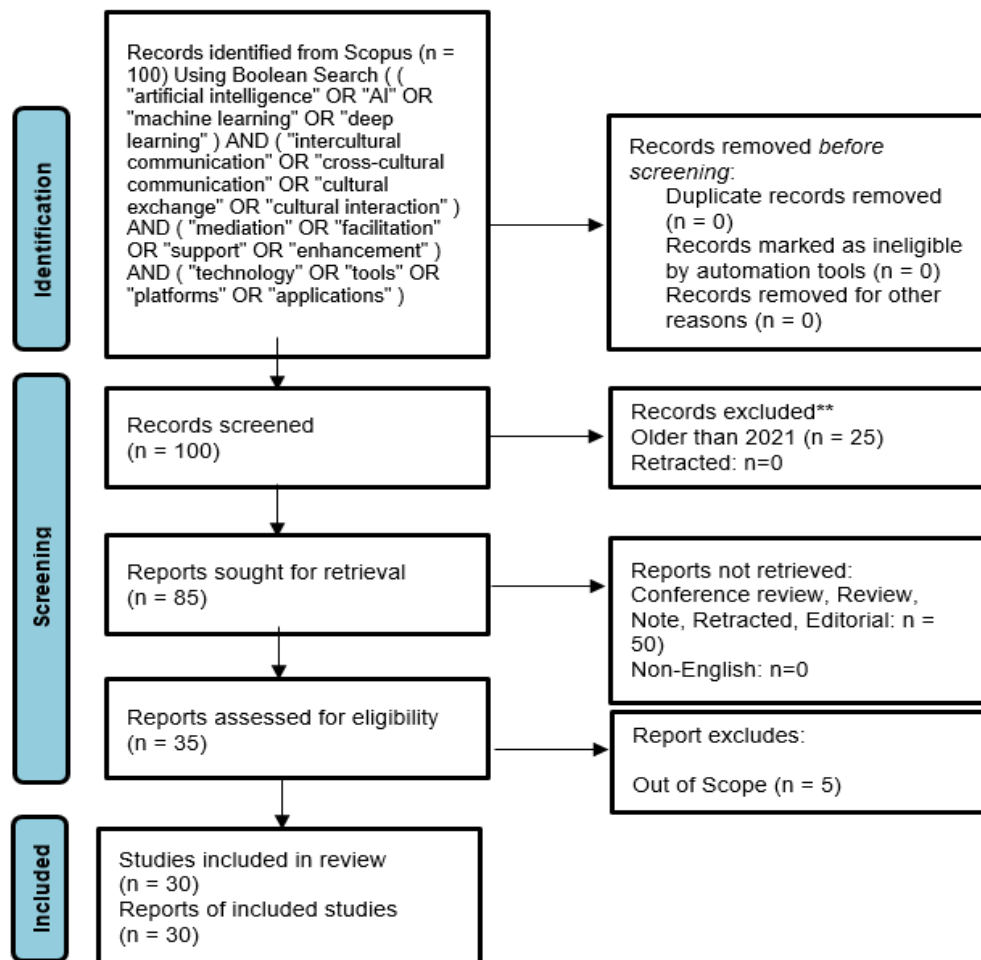 Identification
Records identified from Scopus (n =
100) Using Boolean Search ( (
"artificial intelligence" OR "AI" OR
"machine learning" OR "deep
learning" ) AND ( "intercultural
communication" OR "cross-cultural
communication" OR "cultural
exchange" OR "cultural interaction" )
AND ( "mediation" OR "facilitation"
OR "support" OR "enhancement" )
AND ( "technology" OR "tools" OR
"platforms" OR "applications" )
Records removed before
screening:
Duplicate records removed
(n = 0)
Records marked as ineligible
by automation tools (n = 0)
Records removed for other
reasons (n = 0)
Screening
Records screened
(n = 100)
Records excluded**
Older than 2021 (n = 25)
Retracted: n=0
Reports sought for retrieval
(n = 85)
Reports not retrieved:
Conference review, Review,
Note, Retracted, Editorial: n =
50)
Non-English: n=0
Reports assessed for eligibility
(n = 35)
Report excludes:
Out of Scope (n = 5)
Included
Studies included in review
(n = 30)
Reports of included studies
(n = 30)